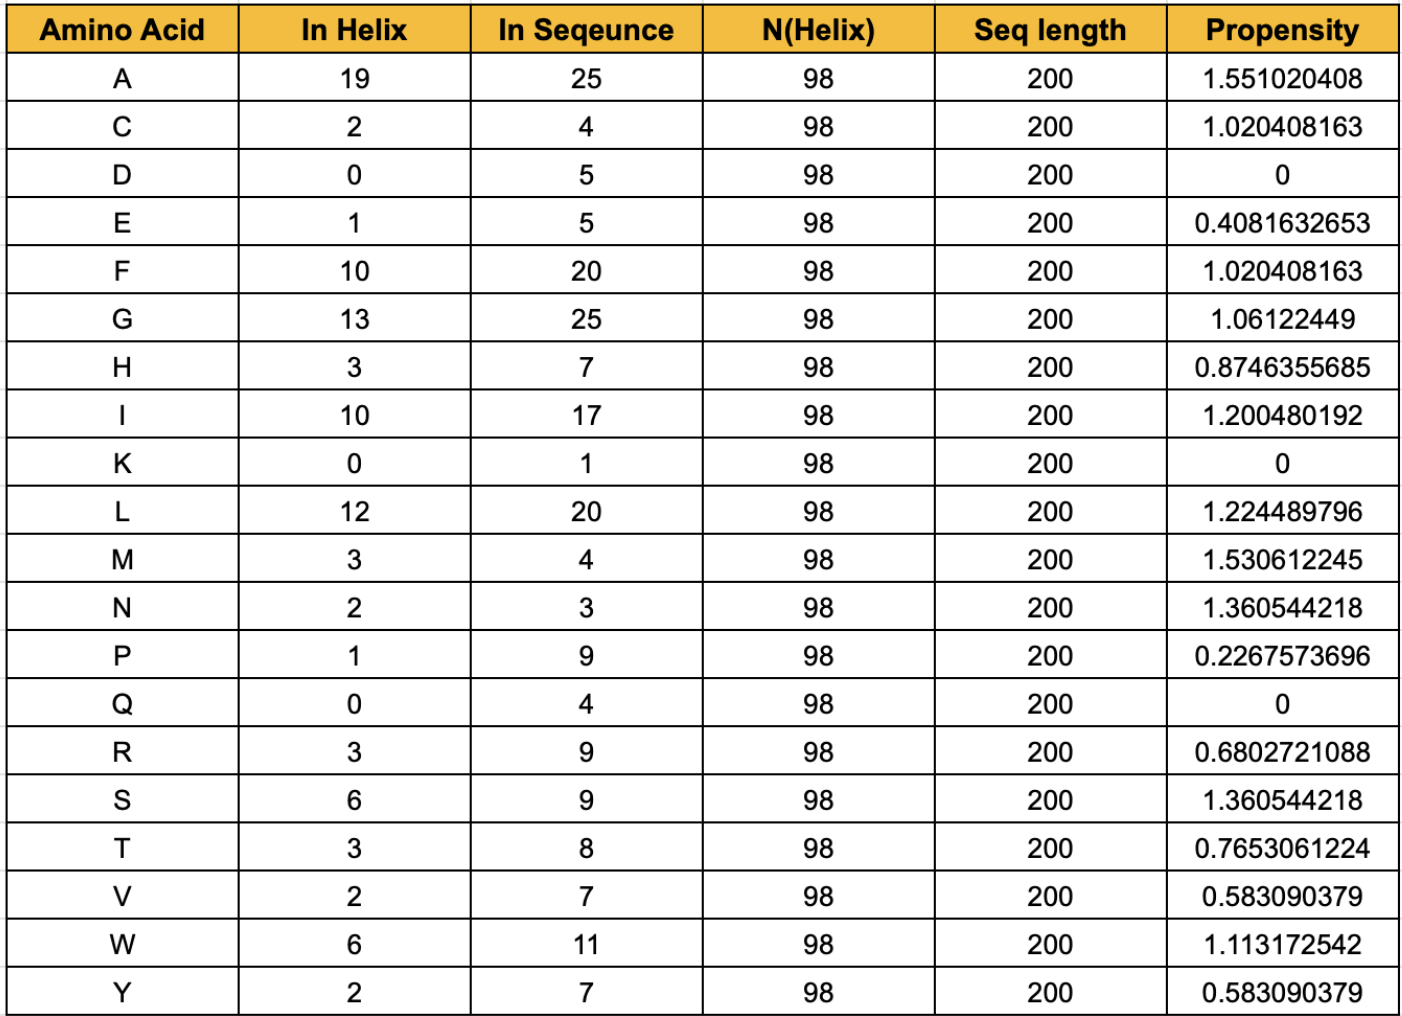 Amino Acid In Helix In Seqeunce N(Helix) Seq length Propensity
A 19 25 98 200 1.551020408
C 2 4 98 200 1.020408163
D 0 5 98 200 0
E 1 5 98 200 0.4081632653
F 10 20 98 200 1.020408163
G 13 25 98 200 1.06122449
H 3 7 98 200 0.8746355685
I 10 17 98 200 1.200480192
K 0 1 98 200 0
L 12 20 98 200 1.224489796
M 3 4 98 200 1.530612245
N 2 3 98 200 1.360544218
P 1 9 98 200 0.2267573696
Q 0 4 98 200 0
R 3 9 98 200 0.6802721088
S 6 9 98 200 1.360544218
T 3 8 98 200 0.7653061224
V 2 7 98 200 0.583090379
W 6 11 98 200 1.113172542
Y 2 7 98 200 0.583090379